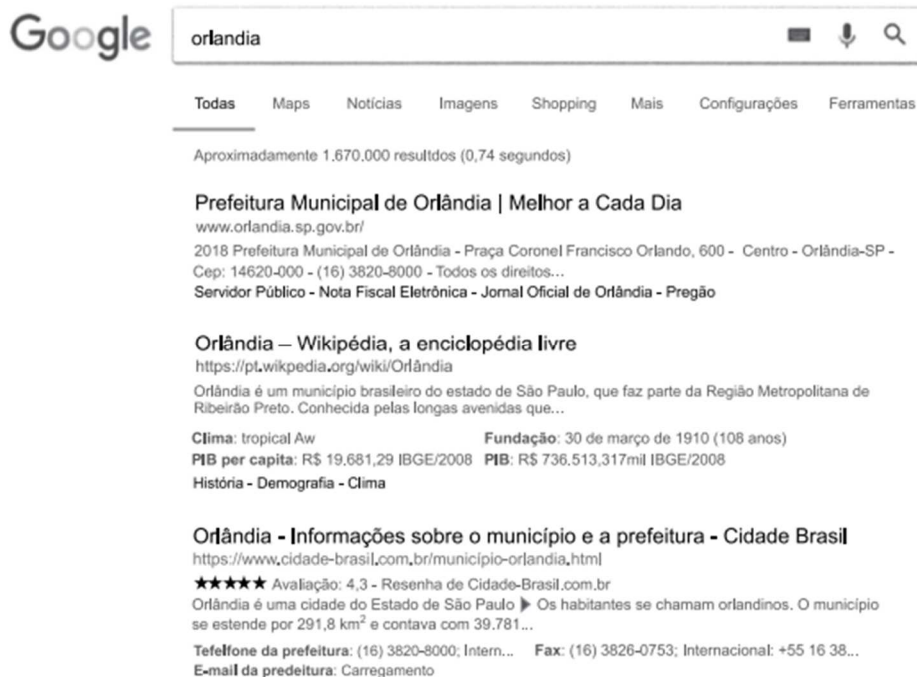 Google
orlandia
Todas Maps Notícias Imagens Shopping Mais Configurações Ferramentas
Aproximadamente 1.670.000 resultdos (0,74 segundos)
Prefeitura Municipal de Orlândia | Melhor a Cada Dia
www.orlandia.sp.gov.br/
2018 Prefeitura Municipal de Orlândia - Praça Coronel Francisco Orlando, 600 - Centro - Orlândia-SP -
Cep: 14620-000 - (16) 3820-8000 - Todos os direitos...
Servidor Público - Nota Fiscal Eletrônica - Jornal Oficial de Orlândia - Pregão
Orlândia – Wikipédia, a enciclopédia livre
https://pt.wikpedia.org/wiki/Orlândia
Orlândia é um município brasileiro do estado de São Paulo, que faz parte da Região Metropolitana de
Ribeirão Preto. Conhecida pelas longas avenidas que...
Clima: tropical Aw Fundação: 30 de março de 1910 (108 anos)
PIB per capita: R$ 19.681,29 IBGE/2008 PIB: R$ 736.513,317mil IBGE/2008
História - Demografia - Clima
Orlândia - Informações sobre o município e a prefeitura - Cidade Brasil
https://www.cidade-brasil.com.br/município-orlandia.html
★★★★★ Avaliação: 4,3 - Resenha de Cidade-Brasil.com.br
Orlândia é uma cidade do Estado de São Paulo ▶ Os habitantes se chamam orlandinos. O município
se estende por 291,8 km² e contava com 39.781...
Tefelfone da prefeitura: (16) 3820-8000; Intern... Fax: (16) 3826-0753; Internacional: +55 16 38...
E-mail da predeitura: Carregamento